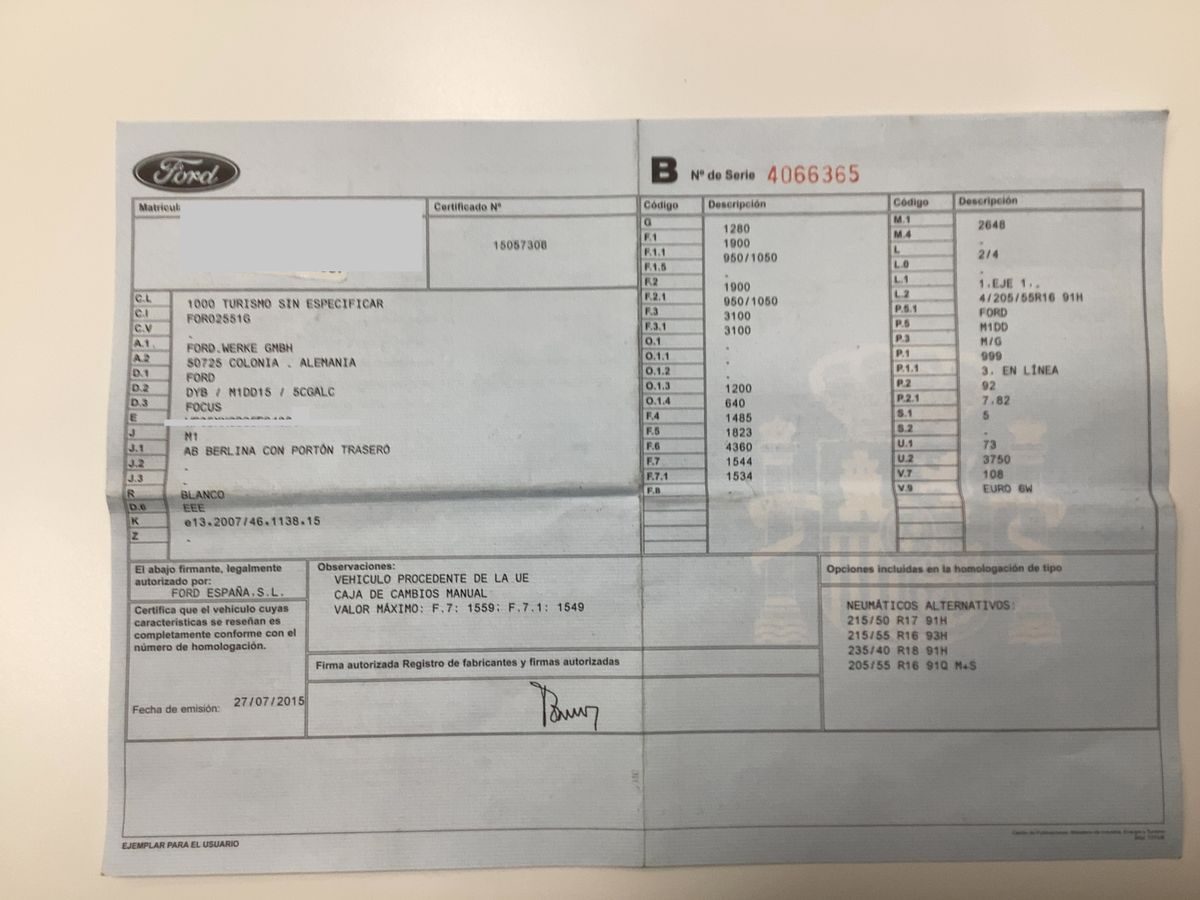 Ford
B Nº de Serie 4066365
Certificado Nº
15057308
C.L 1000 TURISMO SIN ESPECIFICAR
C.I FOR02551G
C.V .
A.1 FORD.WERKE GMBH
A.2 50725 COLONIA . ALEMANIA
D.1 FORD
D.2 DYB / M1DD15 / 5CGALC
D.3 FOCUS
E
J M1
J.1 AB BERLINA CON PORTÓN TRASERO
J.2 .
J.3 .
R BLANCO
D.6 EEE
K e13*2007/46*1138*15
Z .
Código Descripción
G 1280
F.1 1900
F.1.1 950/1050
F.1.5 .
F.2 1900
F.2.1 950/1050
F.3 3100
F.3.1 3100
O.1 .
O.1.1 .
O.1.2 .
O.1.3 1200
O.1.4 640
F.4 1485
F.5 1823
F.6 4360
F.7 1544
F.7.1 1534
F.8
Código Descripción
M.1 2648
M.4 .
L 2/4
L.0 .
L.1 1.EJE 1..
L.2 4/205/55R16 91H
P.5.1 FORD
P.5 M1DD
P.3 M/G
P.1 999
P.1.1 3. EN LÍNEA
P.2 92
P.2.1 7.82
S.1 5
S.2 .
U.1 73
U.2 3750
V.7 108
V.9 EURO 6W
El abajo firmante, legalmente
autorizado por:
FORD ESPAÑA.S.L.
Certifica que el vehículo cuyas
características se reseñan es
completamente conforme con el
número de homologación.
Fecha de emisión: 27/07/2015
Observaciones:
VEHICULO PROCEDENTE DE LA UE
CAJA DE CAMBIOS MANUAL
VALOR MÁXIMO: F.7: 1559; F.7.1: 1549
Firma autorizada Registro de fabricantes y firmas autorizadas
Opciones incluidas en la homologación de tipo
NEUMÁTICOS ALTERNATIVOS:
215/50 R17 91H
215/55 R16 93H
235/40 R18 91H
205/55 R16 91Q M+S
EJEMPLAR PARA EL USUARIO